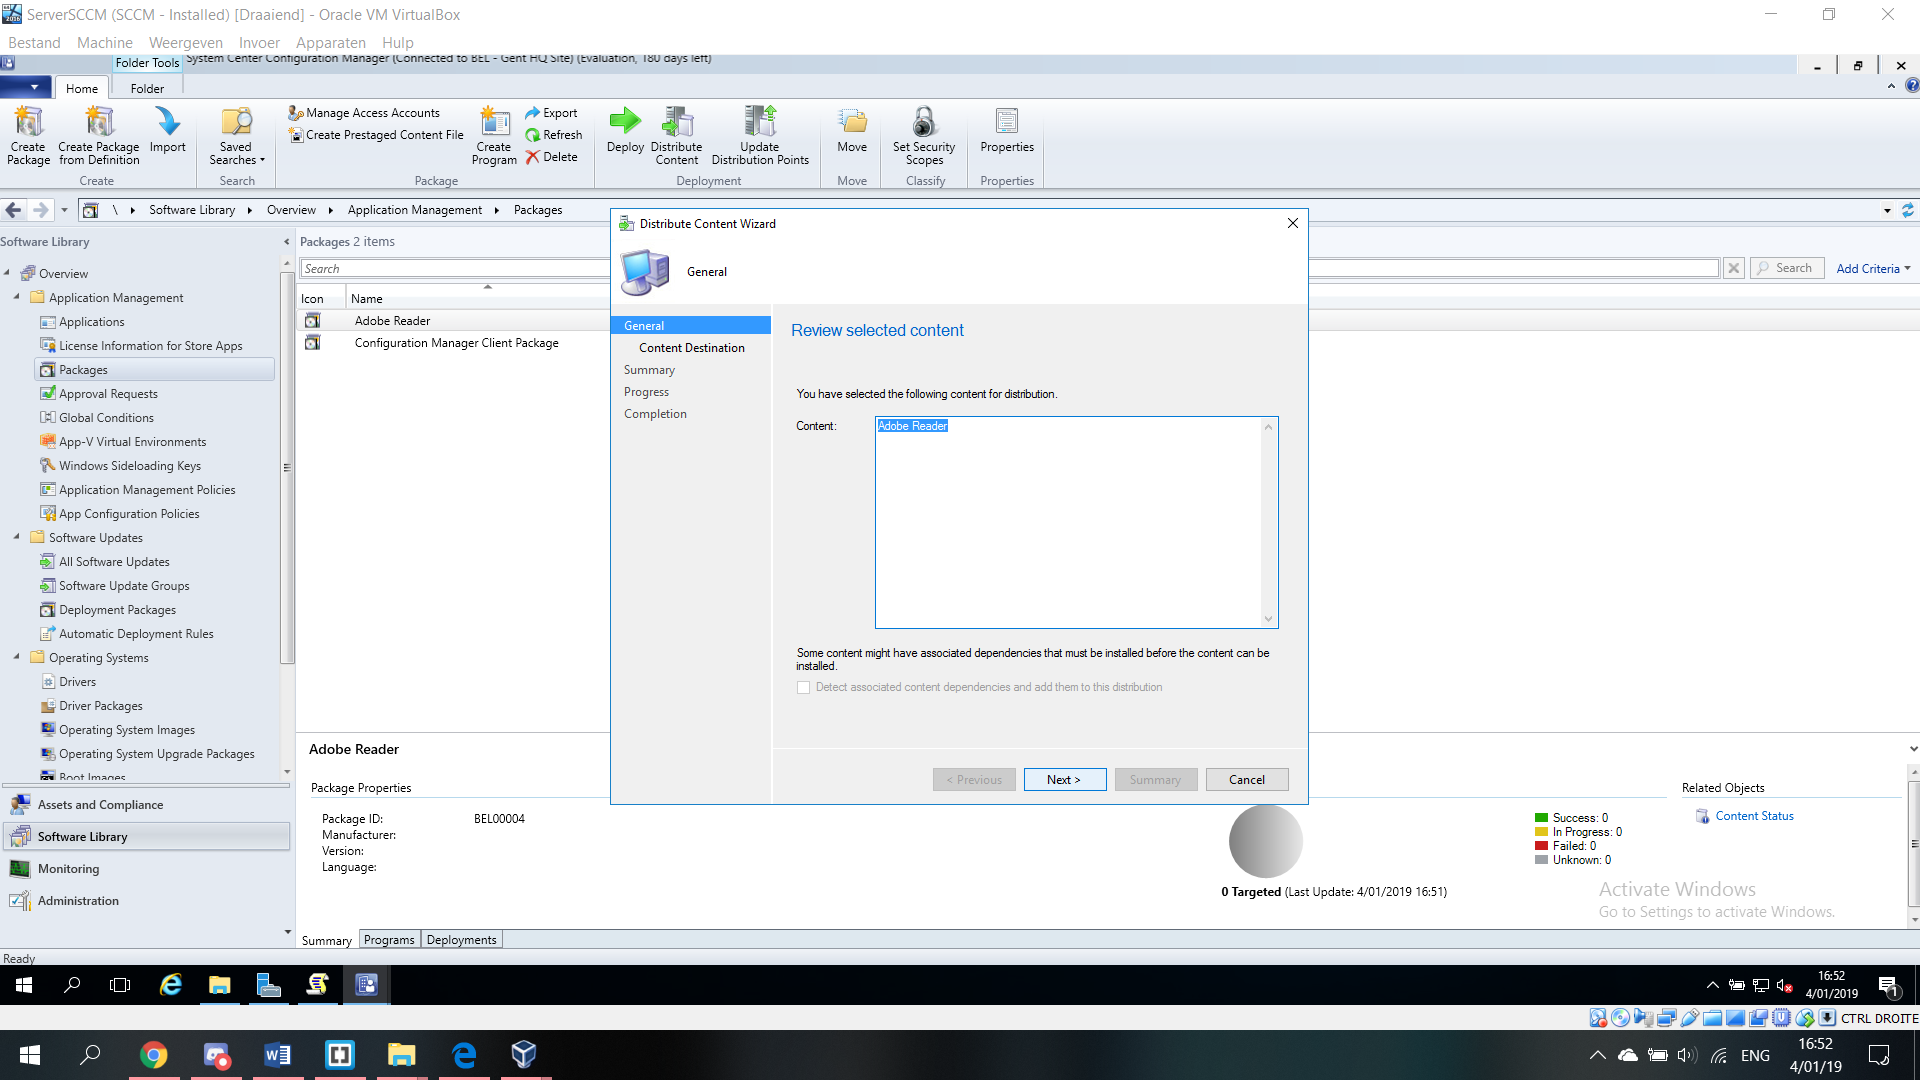 ServerSCCM (SCCM - Installed) [Draaiend] - Oracle VM VirtualBox
Bestand Machine Weergeven Invoer Apparaten Hulp
Folder Tools System Center Configuration Manager (Connected to BEL - Gent HQ Site) (Evaluation, 180 days left)
Home Folder
Create Package
Create Package from Definition
Import
Create
Saved Searches
Search
Manage Access Accounts
Create Prestaged Content File
Create Program
Export
Refresh
Delete
Package
Deploy
Distribute Content
Update Distribution Points
Deployment
Move
Move
Set Security Scopes
Classify
Properties
Properties
\ Software Library Overview Application Management Packages
Software Library
Overview
Application Management
Applications
License Information for Store Apps
Packages
Approval Requests
Global Conditions
App-V Virtual Environments
Windows Sideloading Keys
Application Management Policies
App Configuration Policies
Software Updates
All Software Updates
Software Update Groups
Deployment Packages
Automatic Deployment Rules
Operating Systems
Drivers
Driver Packages
Operating System Images
Operating System Upgrade Packages
Boot Images
Assets and Compliance
Software Library
Monitoring
Administration
Packages 2 items
Search
Search
Add Criteria
Icon Name
Adobe Reader
Configuration Manager Client Package
Distribute Content Wizard
General
General
Content Destination
Summary
Progress
Completion
Review selected content
You have selected the following content for distribution.
Content:
Adobe Reader
Some content might have associated dependencies that must be installed before the content can be
installed.
Detect associated content dependencies and add them to this distribution
< Previous
Next >
Summary
Cancel
Adobe Reader
Package Properties
Package ID: BEL00004
Manufacturer:
Version:
Language:
Success: 0
In Progress: 0
Failed: 0
Unknown: 0
0 Targeted (Last Update: 4/01/2019 16:51)
Related Objects
Content Status
Activate Windows
Go to Settings to activate Windows.
Summary Programs Deployments
Ready
16:52
4/01/2019
1
CTRL DROITE
ENG
16:52
4/01/19